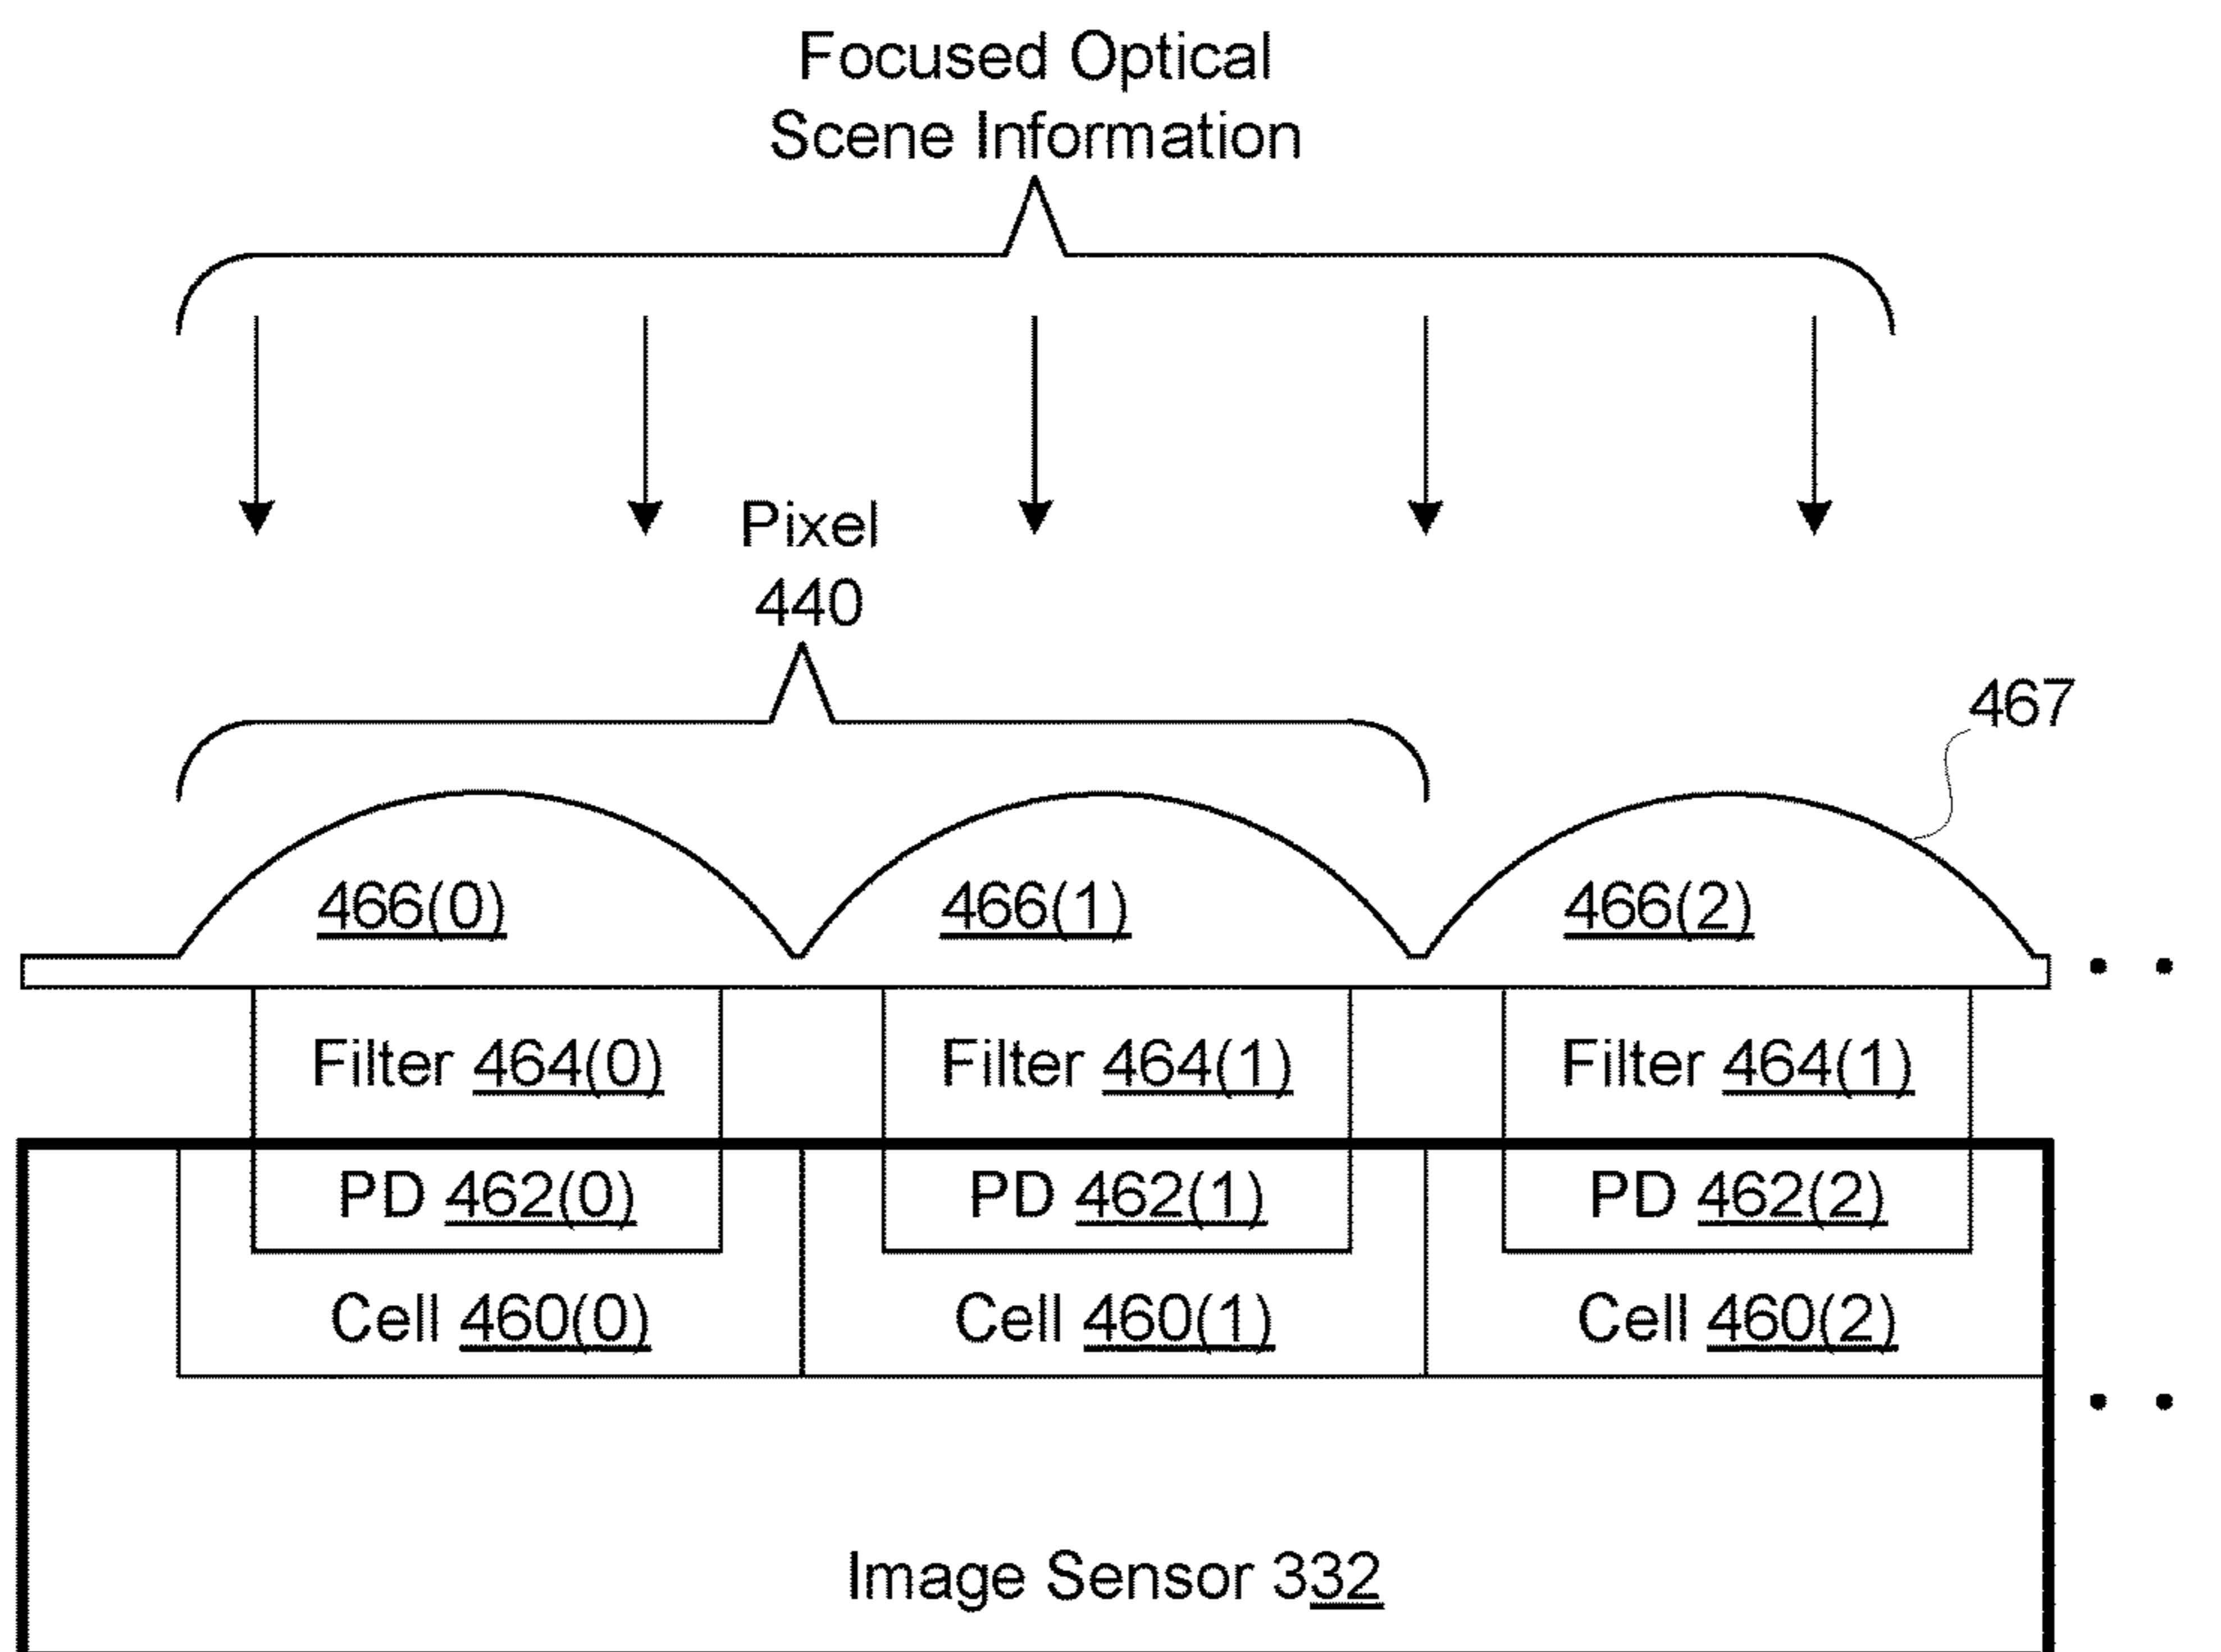 Focused Optical
Scene Information
Pixel
440
467
466(0) 466(1) 466(2)
Filter 464(0) Filter 464(1) Filter 464(1)
PD 462(0) PD 462(1) PD 462(2)
Cell 460(0) Cell 460(1) Cell 460(2)
Image Sensor 332